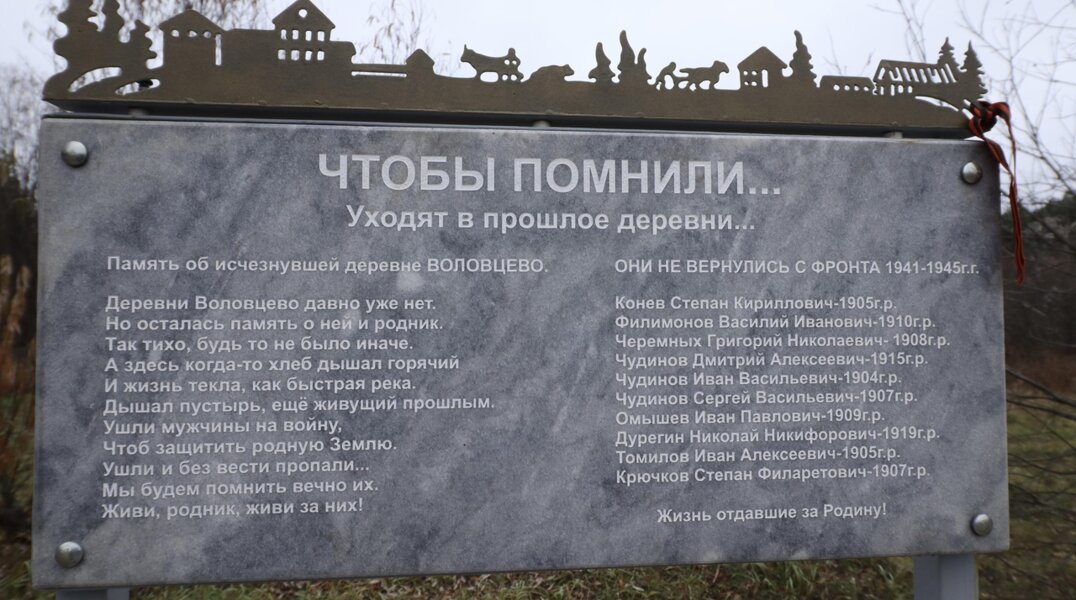 ЧТОБЫ ПОМНИЛИ...
Уходят в прошлое деревни...
Память об исчезнувшей деревне ВОЛОВЦЕВО.
Деревни Воловцево давно уже нет.
Но осталась память о ней и родник.
Так тихо, будь то не было иначе.
А здесь когда-то хлеб дышал горячий
И жизнь текла, как быстрая река.
Дышал пустырь, ещё живущий прошлым.
Ушли мужчины на войну,
Чтоб защитить родную Землю.
Ушли и без вести пропали...
Мы будем помнить вечно их.
Живи, родник, живи за них!
ОНИ НЕ ВЕРНУЛИСЬ С ФРОНТА 1941-1945г.г.
Конев Степан Кириллович-1905г.р.
Филимонов Василий Иванович-1910г.р.
Черемных Григорий Николаевич- 1908г.р.
Чудинов Дмитрий Алексеевич-1915г.р.
Чудинов Иван Васильевич-1904г.р.
Чудинов Сергей Васильевич-1907г.р.
Омышев Иван Павлович-1909г.р.
Дурегин Николай Никифорович-1919г.р.
Томилов Иван Алексеевич-1905г.р.
Крючков Степан Филаретович-1907г.р.
Жизнь отдавшие за Родину!